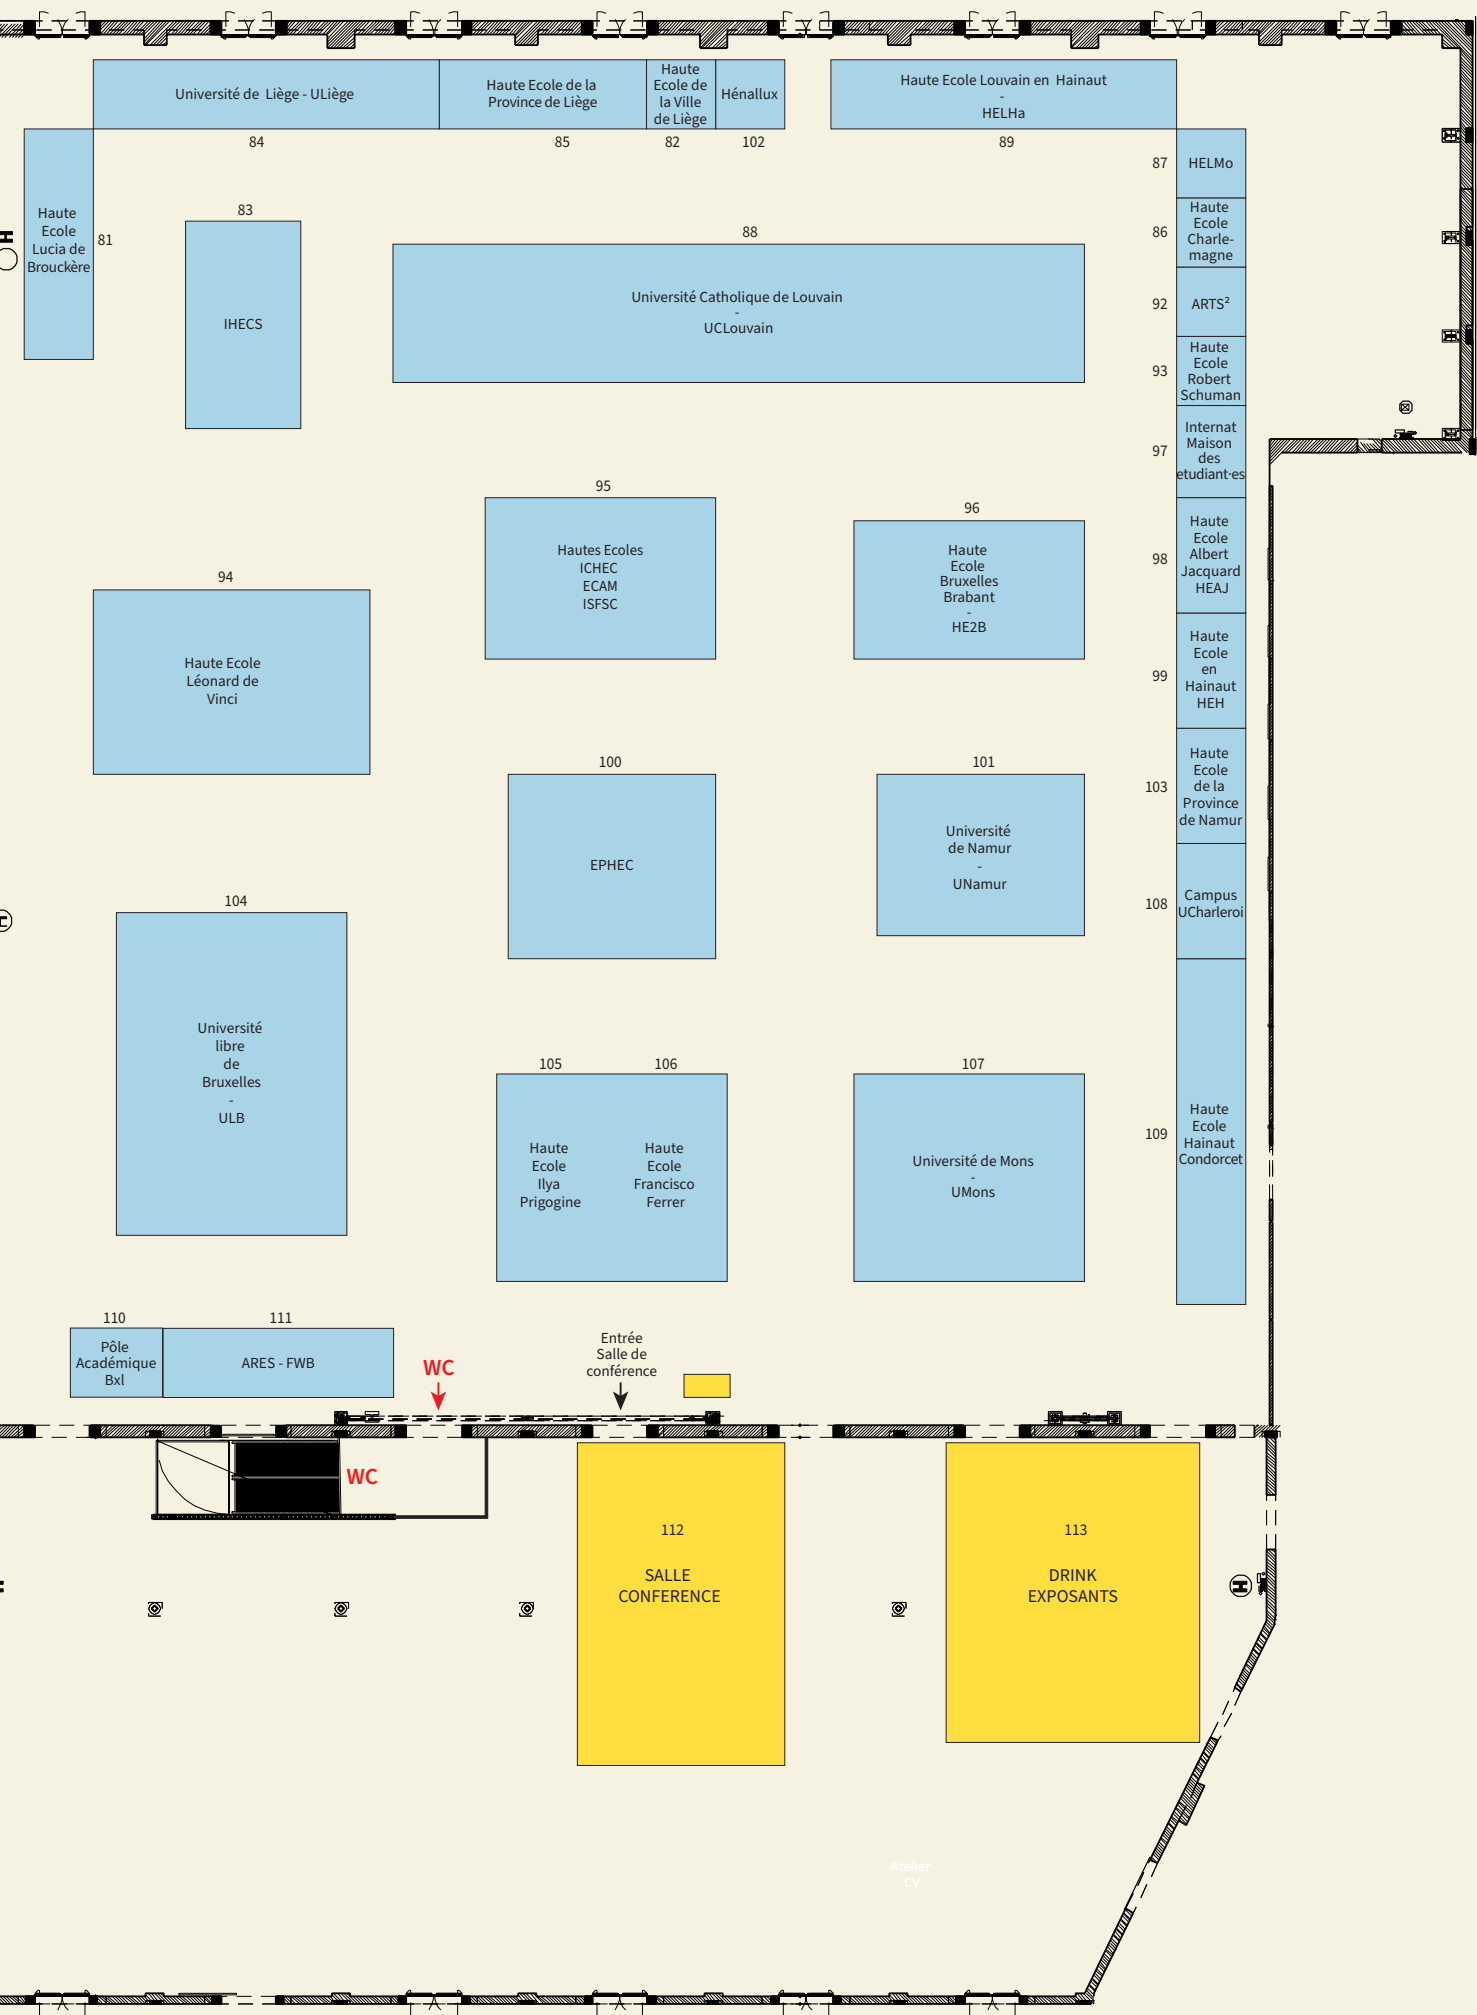 Université de Liège - ULiège
84
Haute Ecole de la
Province de Liège
85
Haute
Ecole de
la Ville
de Liège
82
Hénallux
102
Haute Ecole Louvain en Hainaut
-
HELHa
89
Haute
Ecole
Lucia de
Brouckère
81
83
IHECS
88
Université Catholique de Louvain
-
UCLouvain
87
HELMo
86
Haute
Ecole
Charle-
magne
92
ARTS²
93
Haute
Ecole
Robert
Schuman
97
Internat
Maison
des
etudiant·es
94
Haute Ecole
Léonard de
Vinci
95
Hautes Ecoles
ICHEC
ECAM
ISFSC
96
Haute
Ecole
Bruxelles
Brabant
-
HE2B
98
Haute
Ecole
Albert
Jacquard
HEAJ
99
Haute
Ecole
en
Hainaut
HEH
100
EPHEC
101
Université
de Namur
-
UNamur
103
Haute
Ecole
de la
Province
de Namur
108
Campus
UCharleroi
104
Université
libre
de
Bruxelles
-
ULB
105
Haute
Ecole
Ilya
Prigogine
106
Haute
Ecole
Francisco
Ferrer
107
Université de Mons
-
UMons
109
Haute
Ecole
Hainaut
Condorcet
110
Pôle
Académique
Bxl
111
ARES - FWB
WC
Entrée
Salle de
conférence
WC
112
SALLE
CONFERENCE
113
DRINK
EXPOSANTS
H
H
H
Atelier
CV